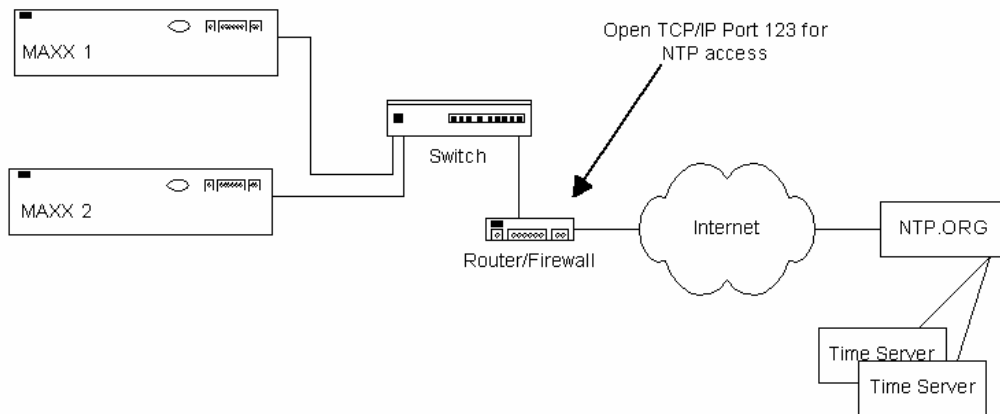 MAXX 1
Open TCP/IP Port 123 for
NTP access
Switch
MAXX 2
Internet
NTP.ORG
Router/Firewall
Time Server
Time Server